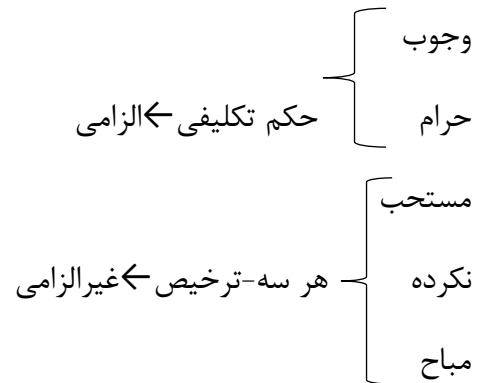 وجوب
حرام
حکم تکلیفی←الزامی
مستحب
نکرده
هر سه-ترخیص←غیرالزامی
مباح